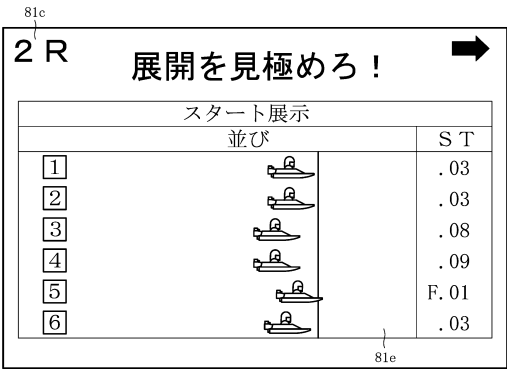 81c
2R
展開を見極めろ！
スタート展示
並び ST
1 .03
2 .03
3 .08
4 .09
5 F.01
6 .03
81e